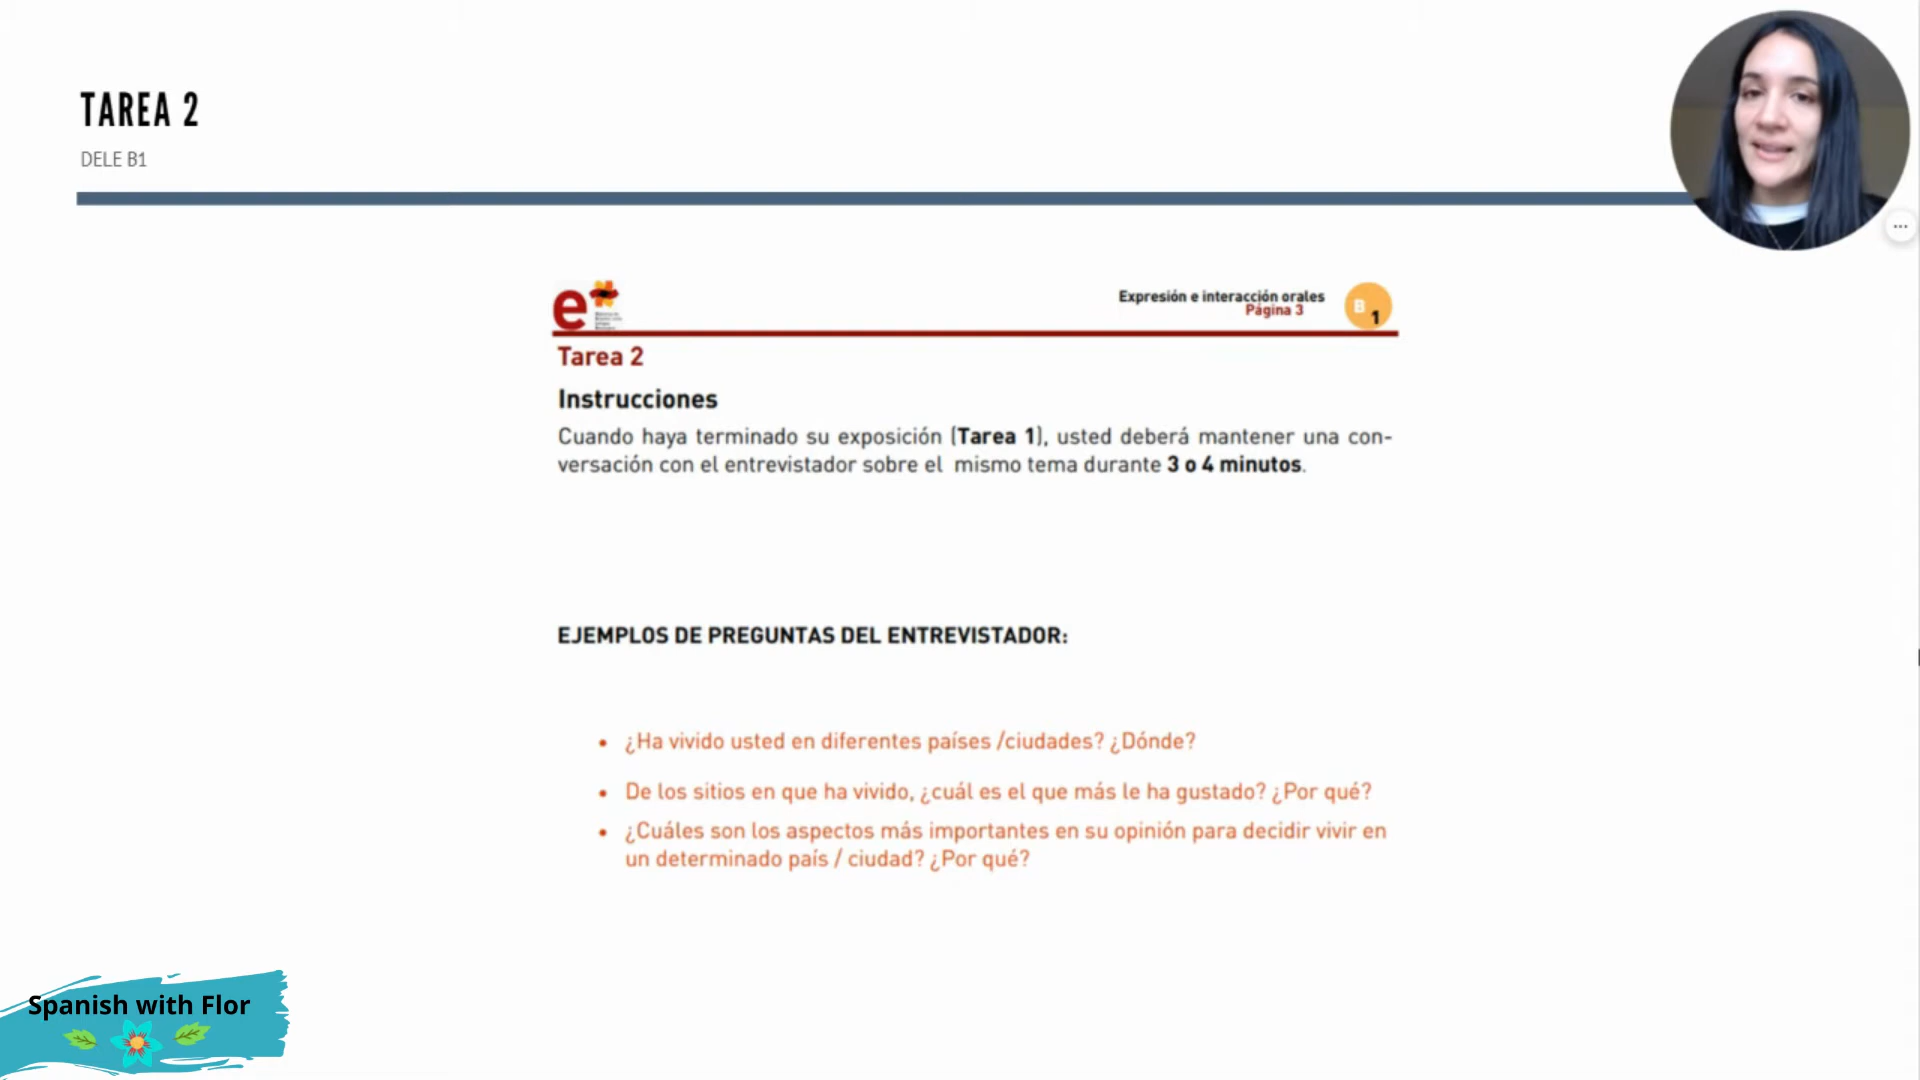 TAREA 2
DELE B1
e
Expresión e interacción orales
Página 3
B
1
Tarea 2
Instrucciones
Cuando haya terminado su exposición (Tarea 1), usted deberá mantener una con-
versación con el entrevistador sobre el mismo tema durante 3 o 4 minutos.
EJEMPLOS DE PREGUNTAS DEL ENTREVISTADOR:
• ¿Ha vivido usted en diferentes países /ciudades? ¿Dónde?
• De los sitios en que ha vivido, ¿cuál es el que más le ha gustado? ¿Por qué?
• ¿Cuáles son los aspectos más importantes en su opinión para decidir vivir en
un determinado país / ciudad? ¿Por qué?
Spanish with Flor